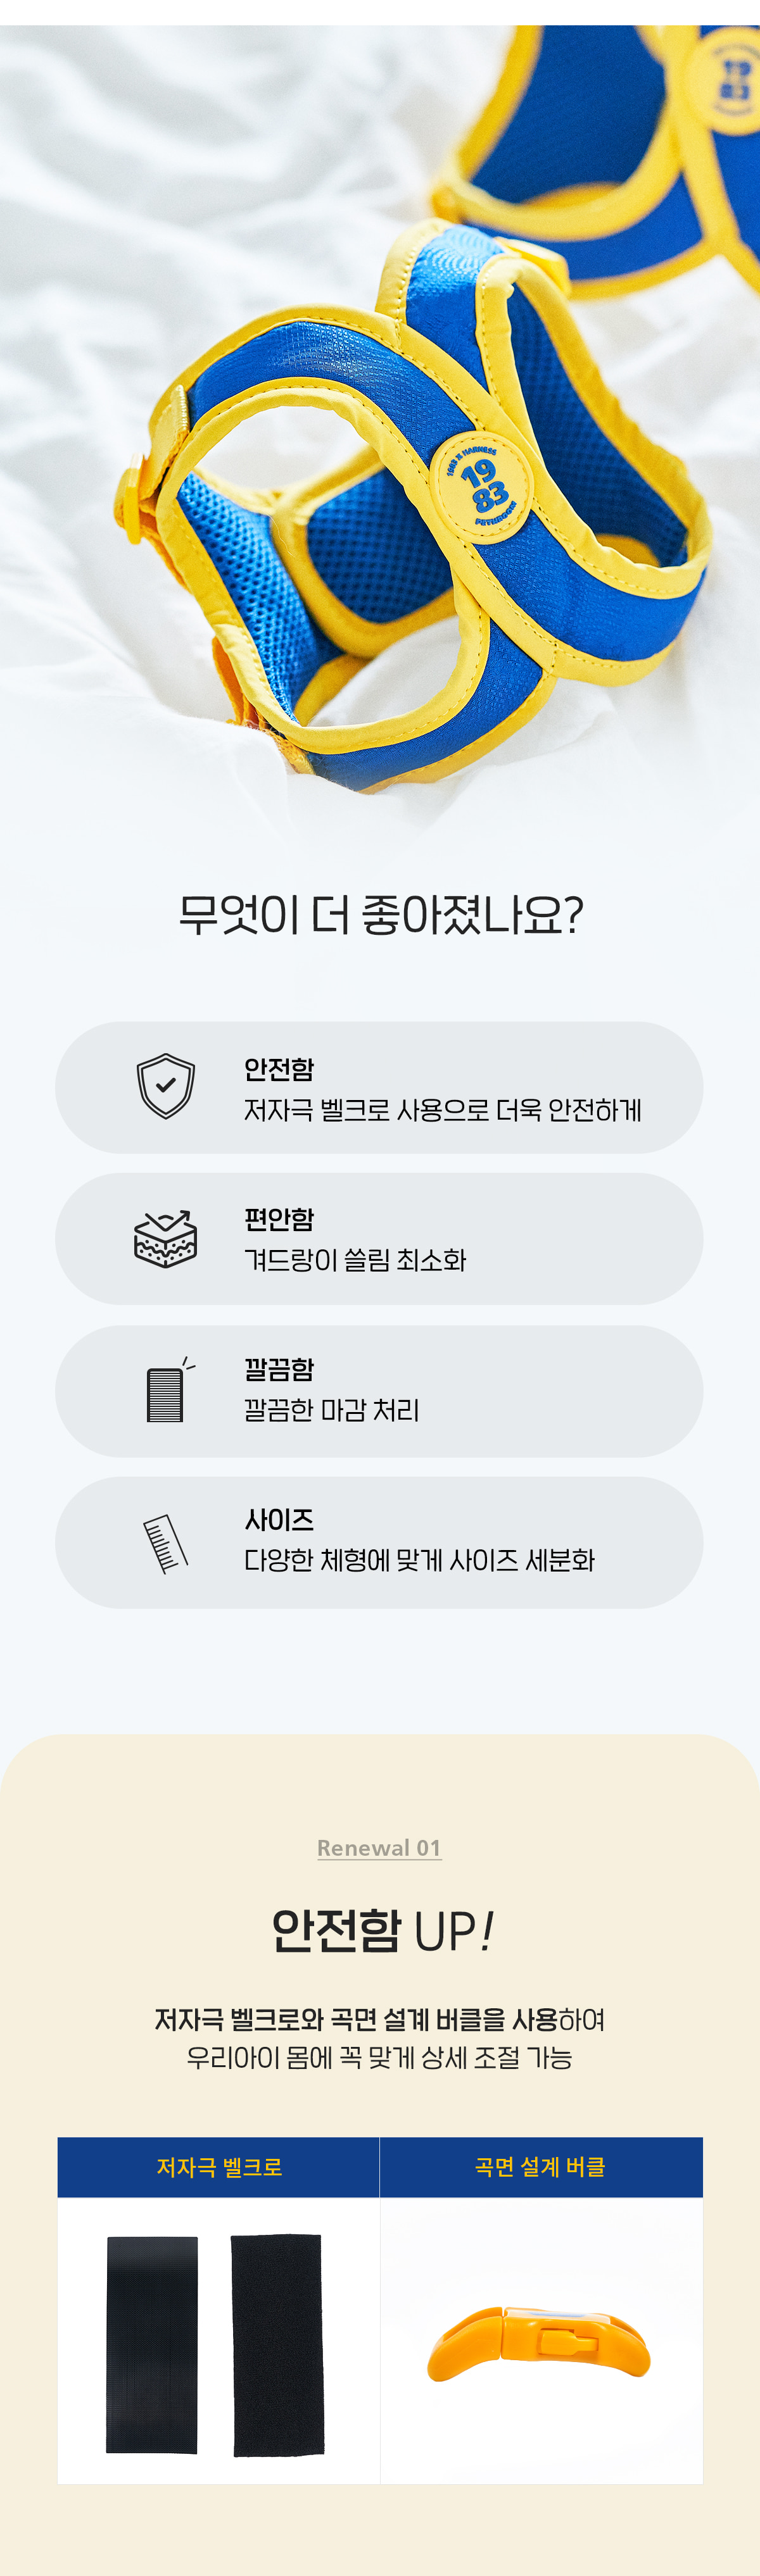 19
83
1983 X HARNESS
19
83
PETHROOM
무엇이 더 좋아졌나요?
안전함
저자극 벨크로 사용으로 더욱 안전하게
편안함
겨드랑이 쓸림 최소화
깔끔함
깔끔한 마감 처리
사이즈
다양한 체형에 맞게 사이즈 세분화
Renewal 01
안전함 UP!
저자극 벨크로와 곡면 설계 버클을 사용하여
우리아이 몸에 꼭 맞게 상세 조절 가능
저자극 벨크로
곡면 설계 버클